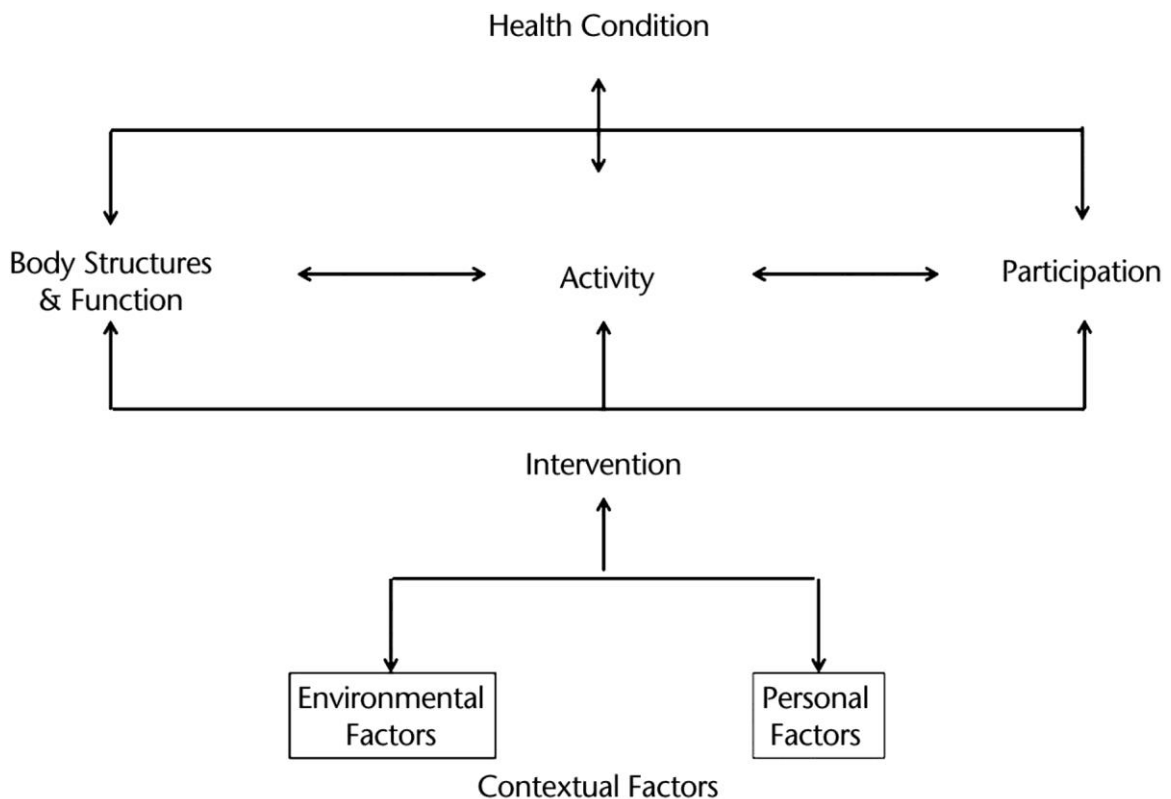 Health Condition
Body Structures
& Function
Activity
Participation
Intervention
Environmental
Factors
Personal
Factors
Contextual Factors